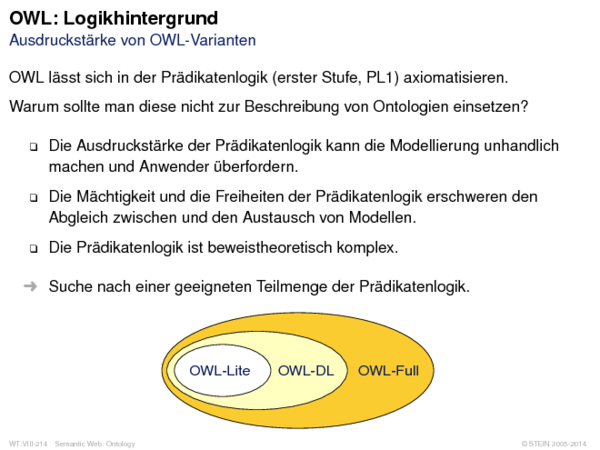 OWL: Logikhintergrund
Ausdruckstärke von OWL-Varianten
OWL lässt sich in der Prädikatenlogik (erster Stufe, PL1) axiomatisieren.
Warum sollte man diese nicht zur Beschreibung von Ontologien einsetzen?
❑ Die Ausdruckstärke der Prädikatenlogik kann die Modellierung unhandlich
machen und Anwender überfordern.
❑ Die Mächtigkeit und die Freiheiten der Prädikatenlogik erschweren den
Abgleich zwischen und den Austausch von Modellen.
❑ Die Prädikatenlogik ist beweistheoretisch komplex.
➜ Suche nach einer geeigneten Teilmenge der Prädikatenlogik.
OWL-Lite OWL-DL OWL-Full
WT:VIII-214 Semantic Web: Ontology © STEIN 2005-2014